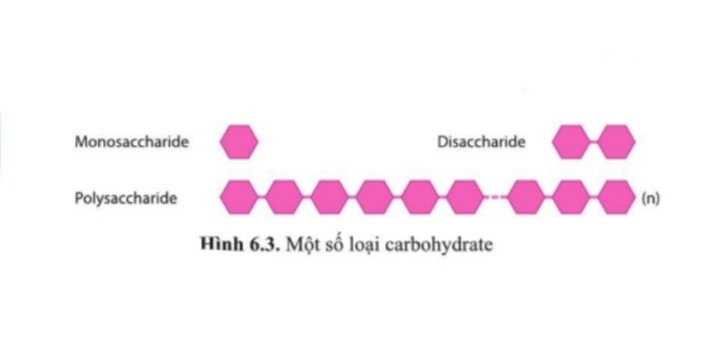 Monosaccharide Disaccharide
Polysaccharide (n)
Hình 6.3. Một số loại carbohydrate